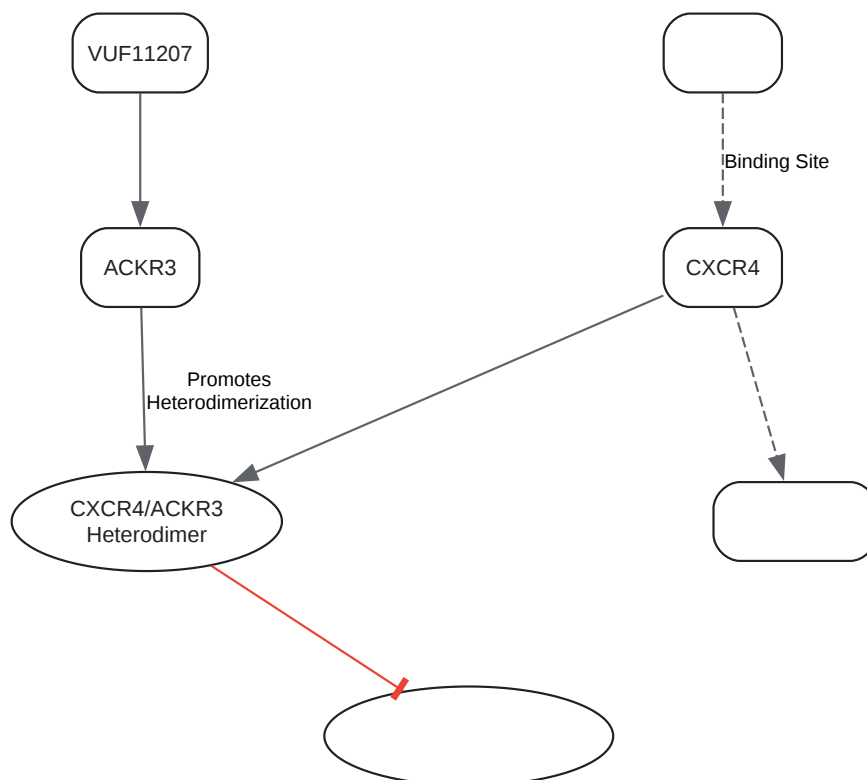 VUF11207
Binding Site
ACKR3
CXCR4
Promotes
Heterodimerization
CXCR4/ACKR3
Heterodimer